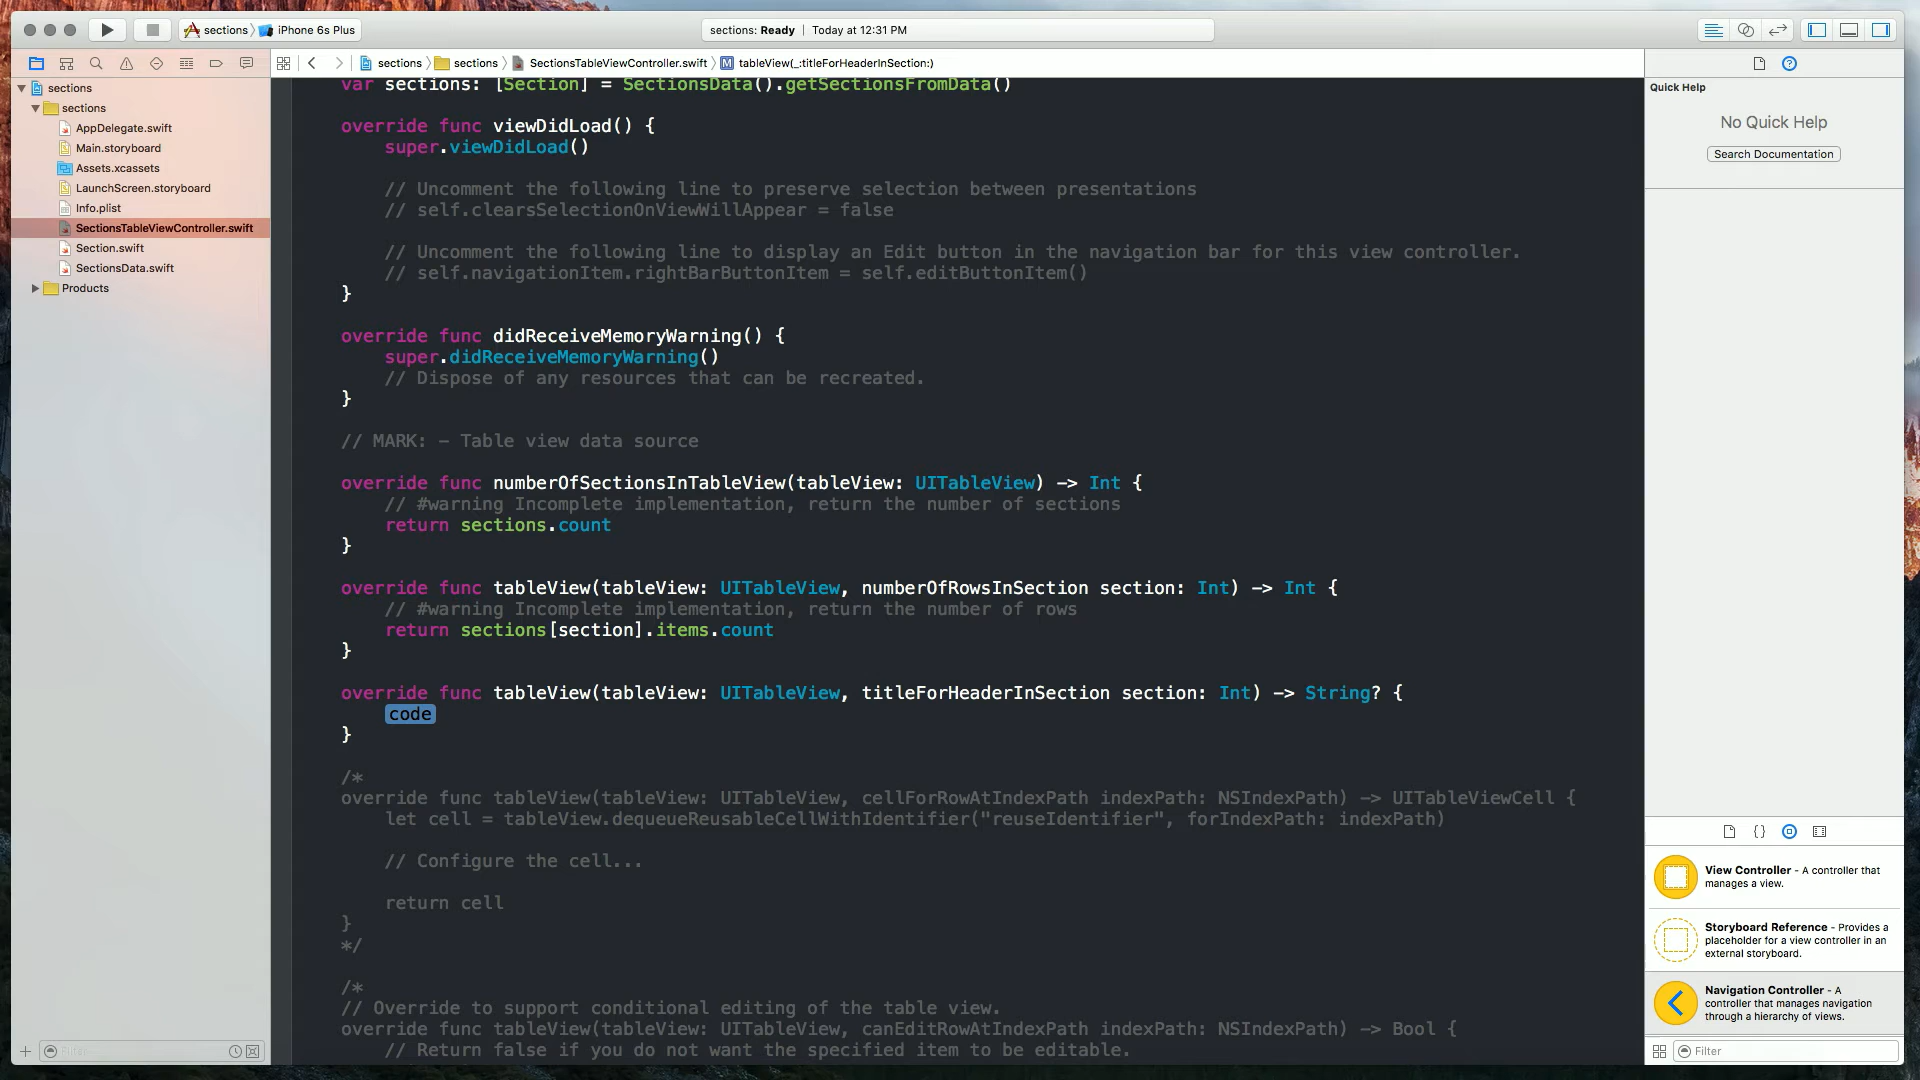 sections
iPhone 6s Plus
sections: Ready | Today at 12:31 PM
sections
sections
SectionsTableViewController.swift
tableView(_:titleForHeaderInSection:)
sections
sections
AppDelegate.swift
Main.storyboard
Assets.xcassets
LaunchScreen.storyboard
Info.plist
SectionsTableViewController.swift
Section.swift
SectionsData.swift
Products
Filter
var sections: [Section] = SectionsData().getSectionsFromData()
override func viewDidLoad() {
super.viewDidLoad()
// Uncomment the following line to preserve selection between presentations
// self.clearsSelectionOnViewWillAppear = false
// Uncomment the following line to display an Edit button in the navigation bar for this view controller.
// self.navigationItem.rightBarButtonItem = self.editButtonItem()
}
override func didReceiveMemoryWarning() {
super.didReceiveMemoryWarning()
// Dispose of any resources that can be recreated.
}
// MARK: - Table view data source
override func numberOfSectionsInTableView(tableView: UITableView) -> Int {
// #warning Incomplete implementation, return the number of sections
return sections.count
}
override func tableView(tableView: UITableView, numberOfRowsInSection section: Int) -> Int {
// #warning Incomplete implementation, return the number of rows
return sections[section].items.count
}
override func tableView(tableView: UITableView, titleForHeaderInSection section: Int) -> String? {
code
}
/*
override func tableView(tableView: UITableView, cellForRowAtIndexPath indexPath: NSIndexPath) -> UITableViewCell {
let cell = tableView.dequeueReusableCellWithIdentifier("reuseIdentifier", forIndexPath: indexPath)
// Configure the cell...
return cell
}
*/
/*
// Override to support conditional editing of the table view.
override func tableView(tableView: UITableView, canEditRowAtIndexPath indexPath: NSIndexPath) -> Bool {
// Return false if you do not want the specified item to be editable.
Quick Help
No Quick Help
Search Documentation
{}
View Controller - A controller that
manages a view.
Storyboard Reference - Provides a
placeholder for a view controller in an
external storyboard.
Navigation Controller - A
controller that manages navigation
through a hierarchy of views.
Filter